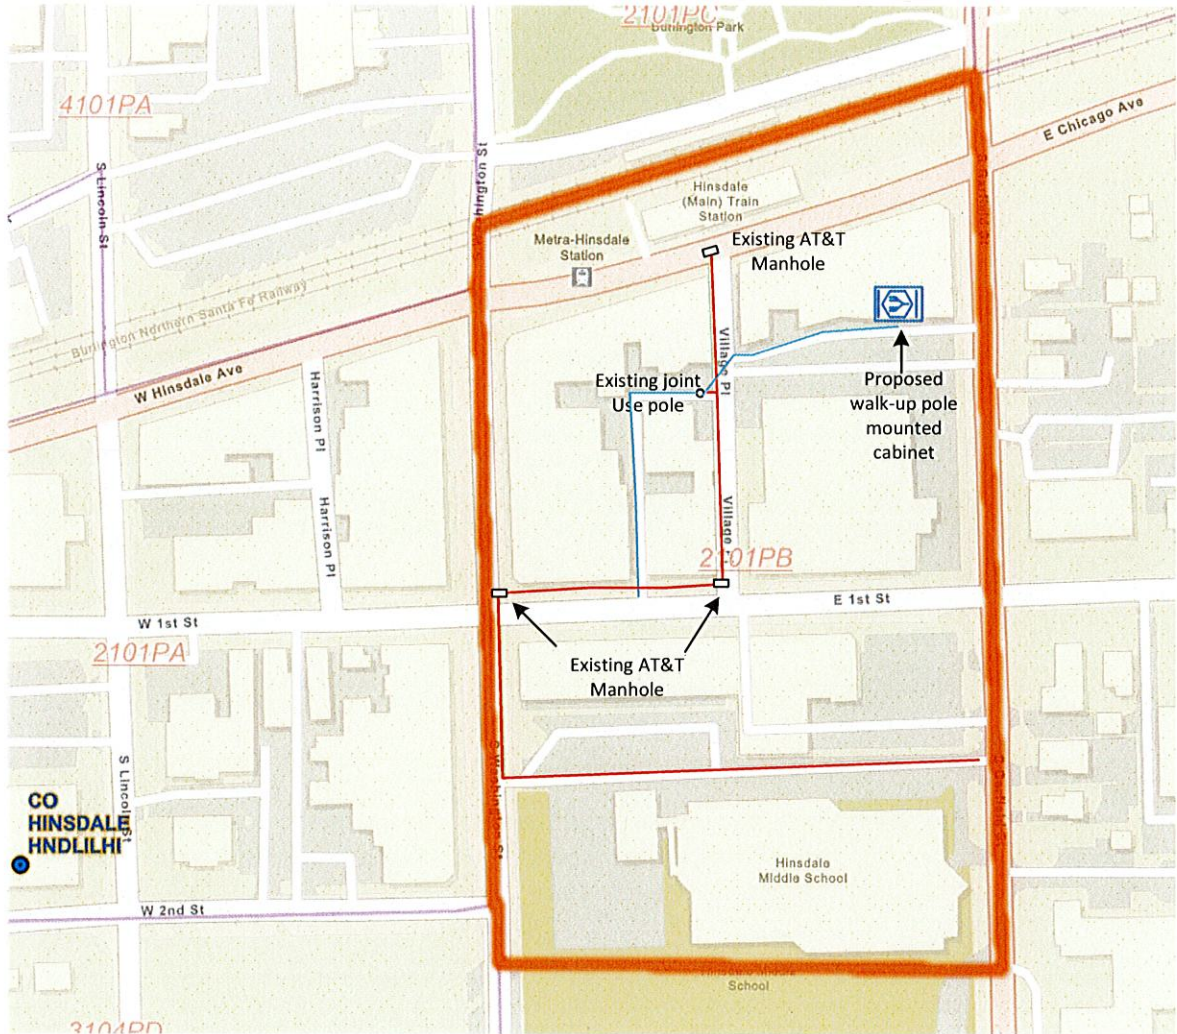 2101PC
Burlington Park
4101PA
E Chicago Ave
S Lincoln St
hington St
S Garfield St
Hinsdale
(Main) Train
Station
Metra-Hinsdale
Station
Existing AT&T
Manhole
Burlington Northern Santa Fe Railway
W Hinsdale Ave
Harrison Pl
Harrison Pl
Village Pl
Existing joint
Use pole
Proposed
walk-up pole
mounted
cabinet
Village
2101PB
E 1st St
W 1st St
2101PA
Existing AT&T
Manhole
S Lincoln St
S Washington St
CO
HINSDALE
HNDLILHI
Hinsdale
Middle School
W 2nd St
School
3104PD